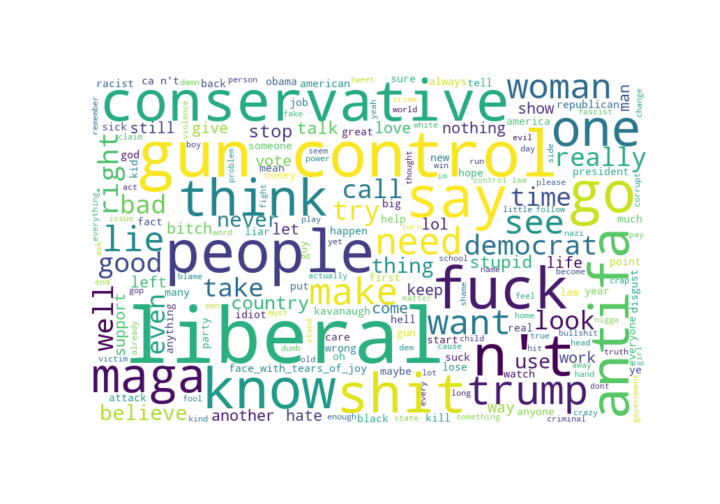 racist ca n't damn back person obama tweet american sure always tell woman man
remember
conservative
yeah crime republican fascist change
violence give job fake stop talk great love world white nothing show america one
sick still claim
right
gun control
god boy someone vote seem power thought new win evil day side really
kid problem mean money hope run im control law please president corrupt
bad act think call try big say time little follow go much
everything issue fact never fight play help turn see nazi pay
ask lie bitch word liar let happen lol democrat point
good people yet guy need thing stupid life antifa
end left blame actually first school name become crap disgust
well support gop many take men country put make shame matter keep fuck feel law everyone
even anything party must kavanaugh come gun home nigga bullshit
already idiot stand care wrong start child want real true look head truth girl
victim liberal dumb old oh dem cause suck n't hit use work away ye
maga face_with_tears_of_joy maybe lot lose watch dont hand
attack fool know shit every long trump way anyone crazy government
believe kind another hate enough black state kill something criminal